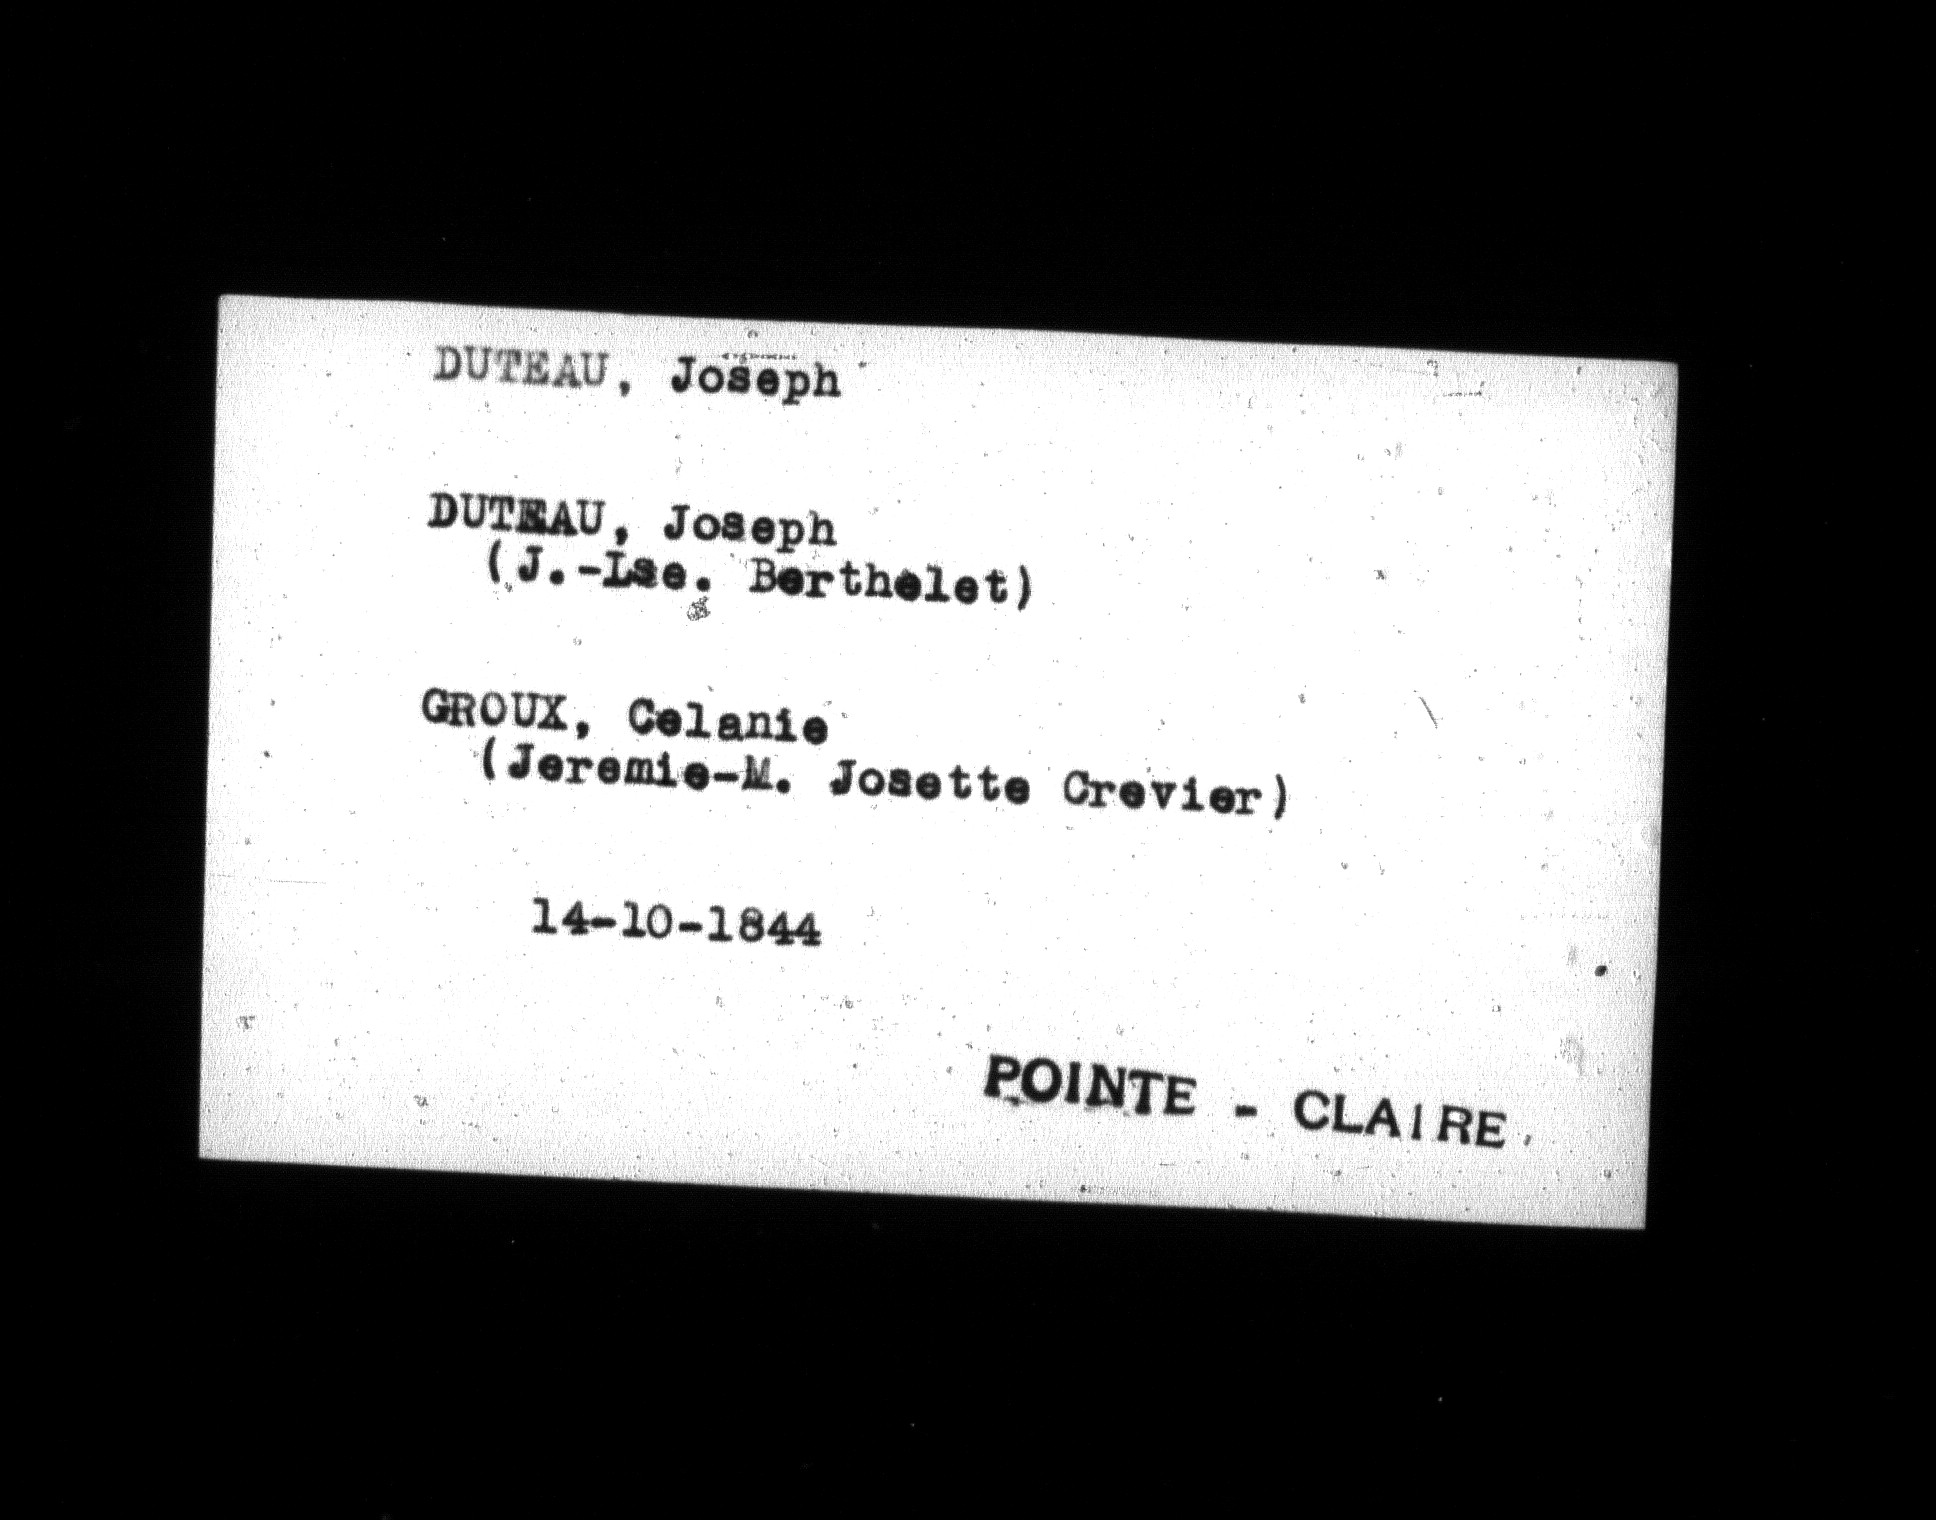 DUTEAU, Joseph
DUTEAU, Joseph
(J.-Lse. Berthelet)
GROUX, Celanie
(Jeremie-M. Josette Crevier)
14-10-1844
POINTE - CLAIRE.